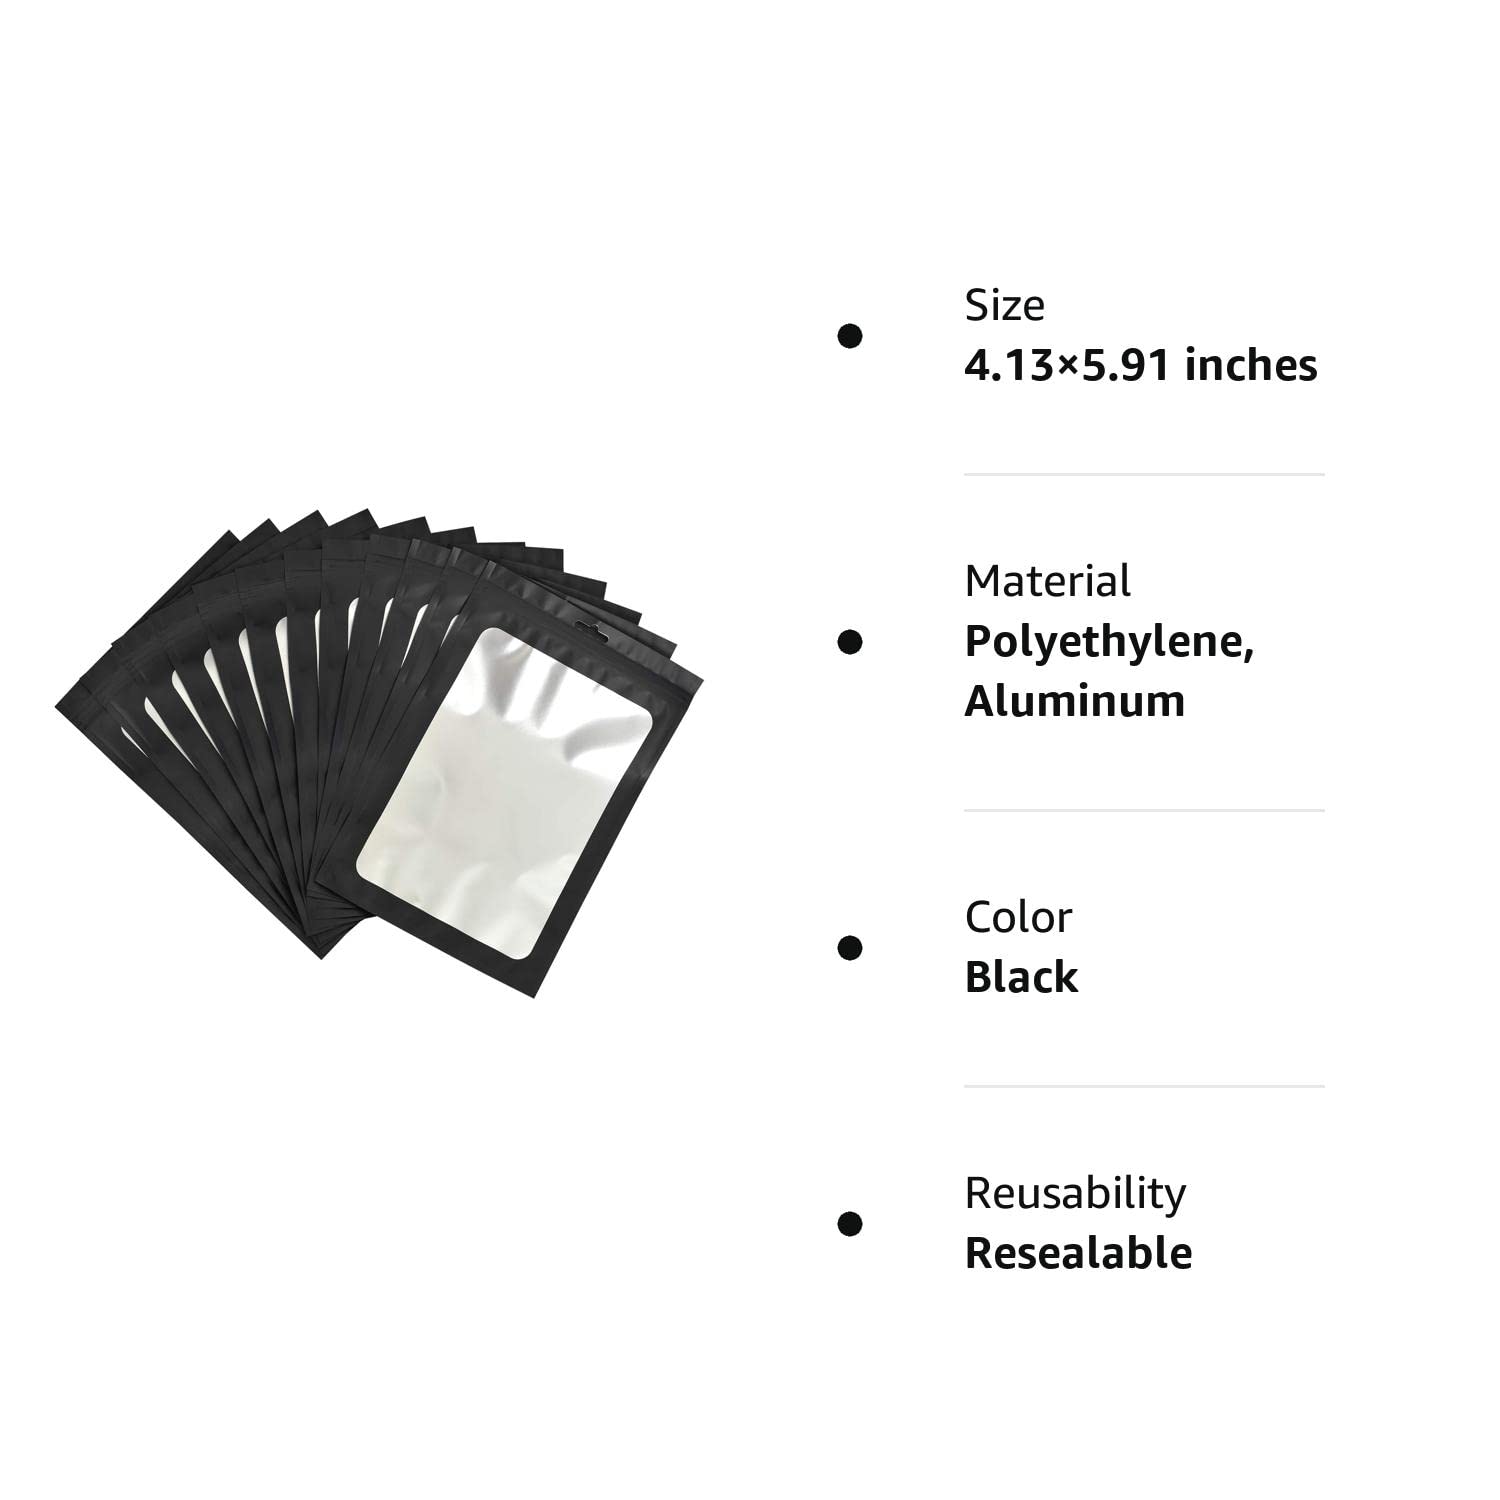 Size
4.13×5.91 inches
Material
Polyethylene,
Aluminum
Color
Black
Reusability
Resealable